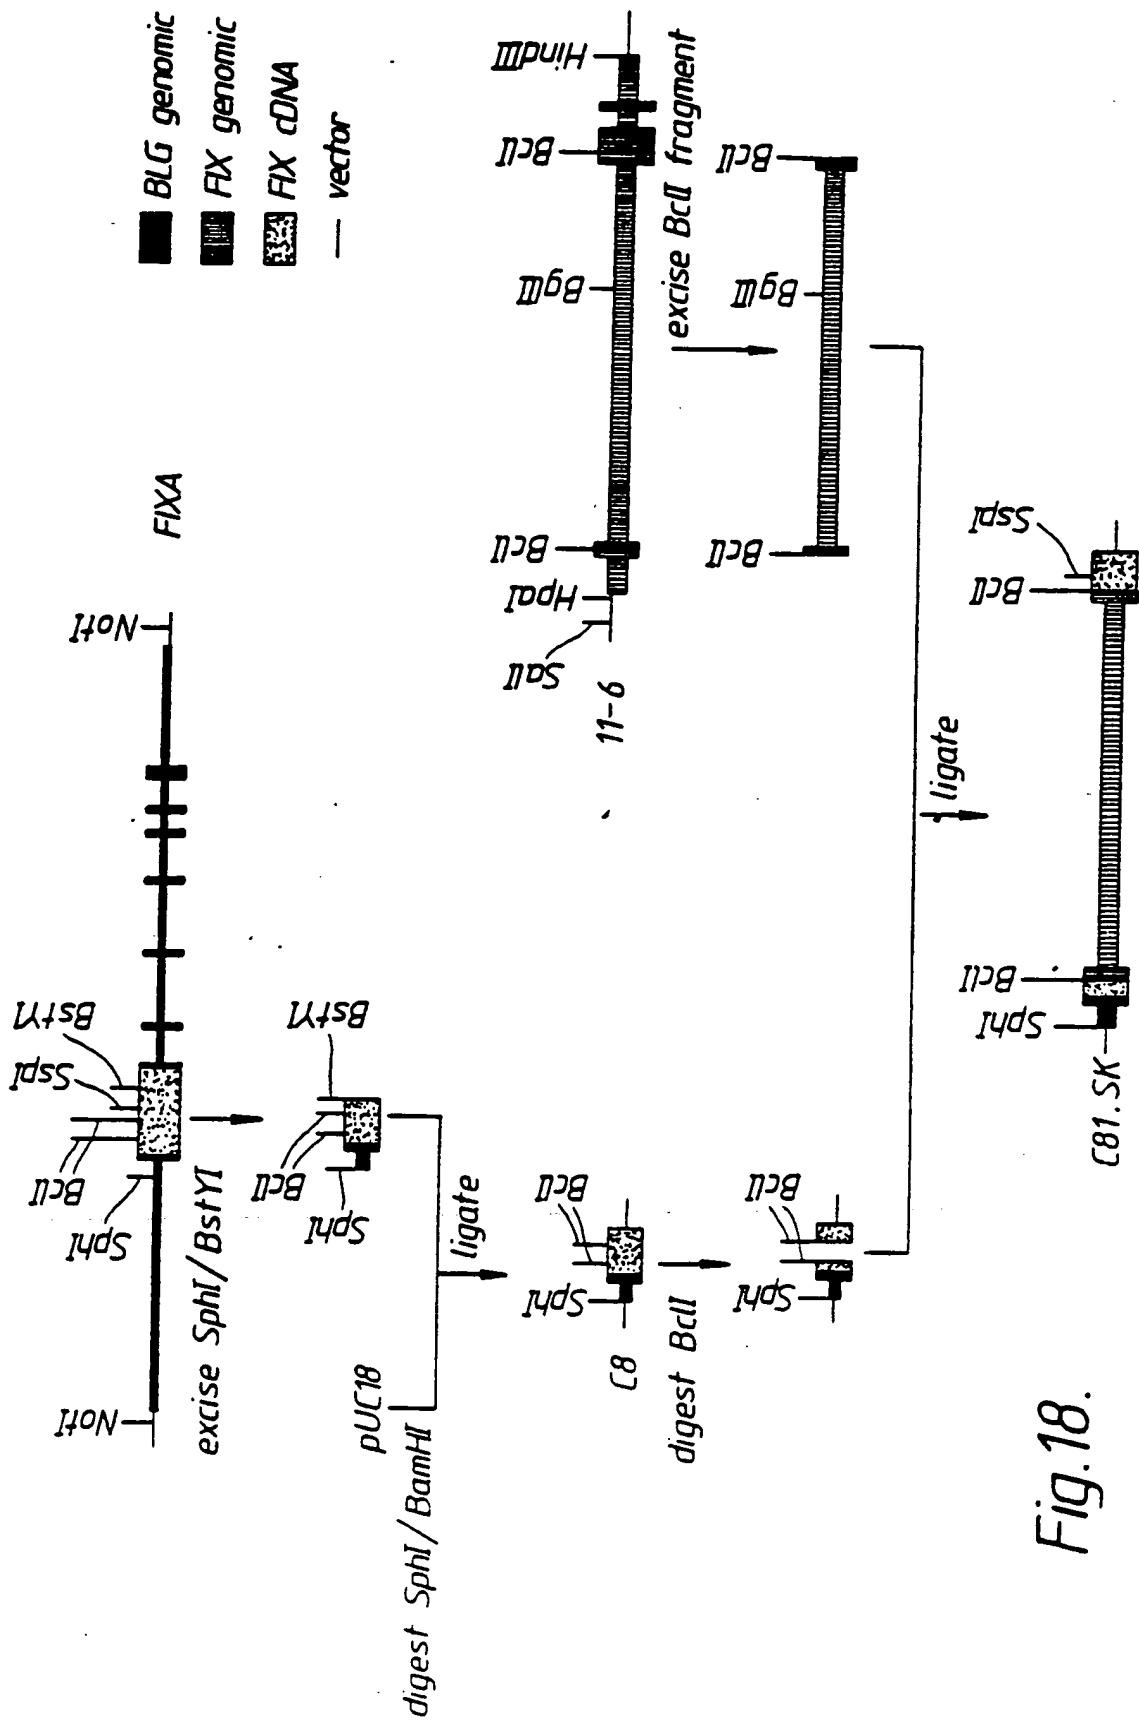 BLG genomic
FIX genomic
FIX cDNA
vector
NotI
SphI
BclI
SspI
BstYI
NotI
FIXA
excise SphI/BstYI
SphI
BclI
BstYI
pUC18
digest SphI/BamHI
ligate
C8
SphI
BclI
digest BclI
SphI
BclI
11-6
SalI
HpaI
BclI
BglII
BclI
HindIII
excise BclI fragment
BclI
BglII
BclI
ligate
C81.SK
SphI
BclI
BclI
SspI
Fig.18.